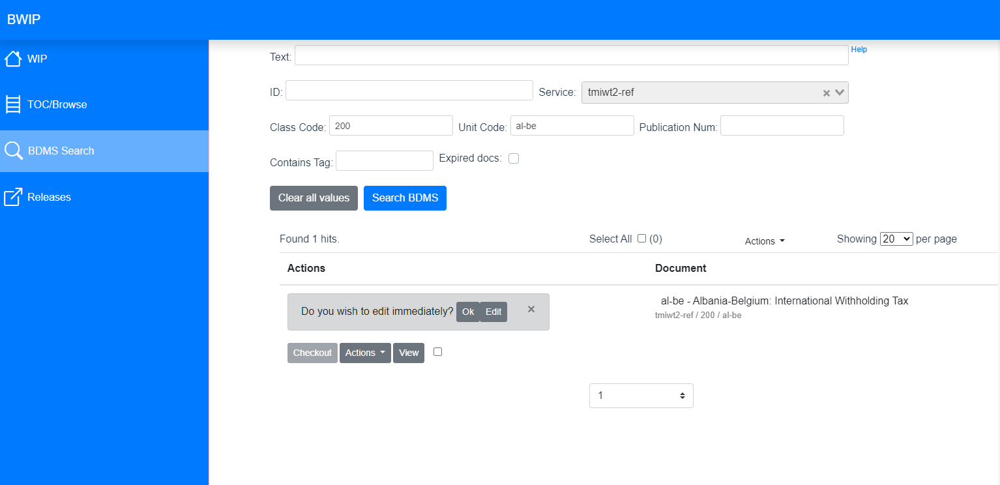 BWIP
WIP
TOC/Browse
BDMS Search
Releases
Text: Help
ID: Service: tmiwt2-ref
Class Code: 200 Unit Code: al-be Publication Num:
Contains Tag: Expired docs:
Clear all values Search BDMS
Found 1 hits. Select All (0) Actions Showing 20 per page
Actions Document
Do you wish to edit immediately? Ok Edit ×
al-be - Albania-Belgium: International Withholding Tax
tmiwt2-ref / 200 / al-be
Checkout Actions View
1